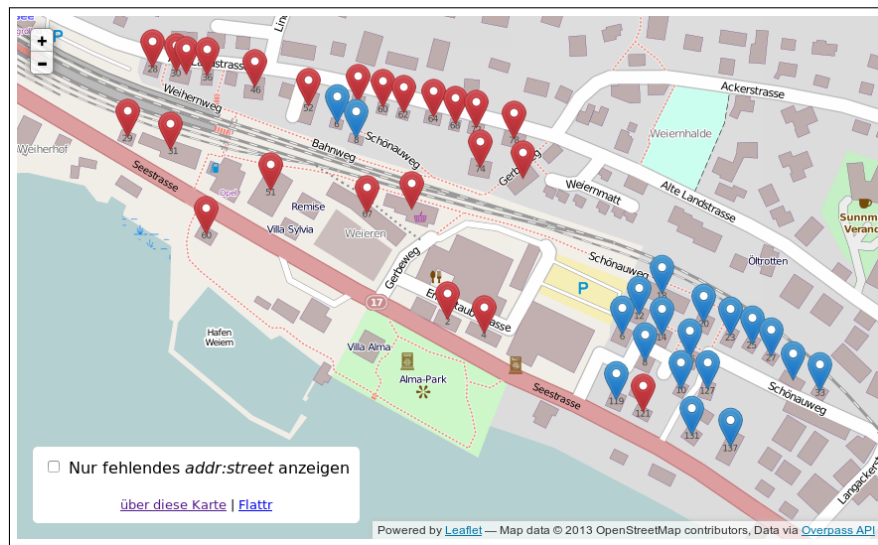 +
−
P
28
30
36
46
52
60
62
64
68
72
78
74
6
8
29
31
51
60
67
2
4
Ackerstrasse
Weihernweg
Bahnweg
Schönauweg
Gerbeweg
Weiernhalde
Weiernmatt
Alte Landstrasse
Weiherhof
Seestrasse
Opel
Remise
Villa Sylvia
Weieren
Gerbeweg
Schönauweg
Öltrotten
17
P
Hafen
Weiern
Villa Alma
Alma-Park
Seestrasse
Schönauweg
12
14
6
8
20
23
25
27
33
10
127
119
121
131
137
Nur fehlendes addr:street anzeigen
über diese Karte | Flattr
Powered by Leaflet — Map data © 2013 OpenStreetMap contributors, Data via Overpass API